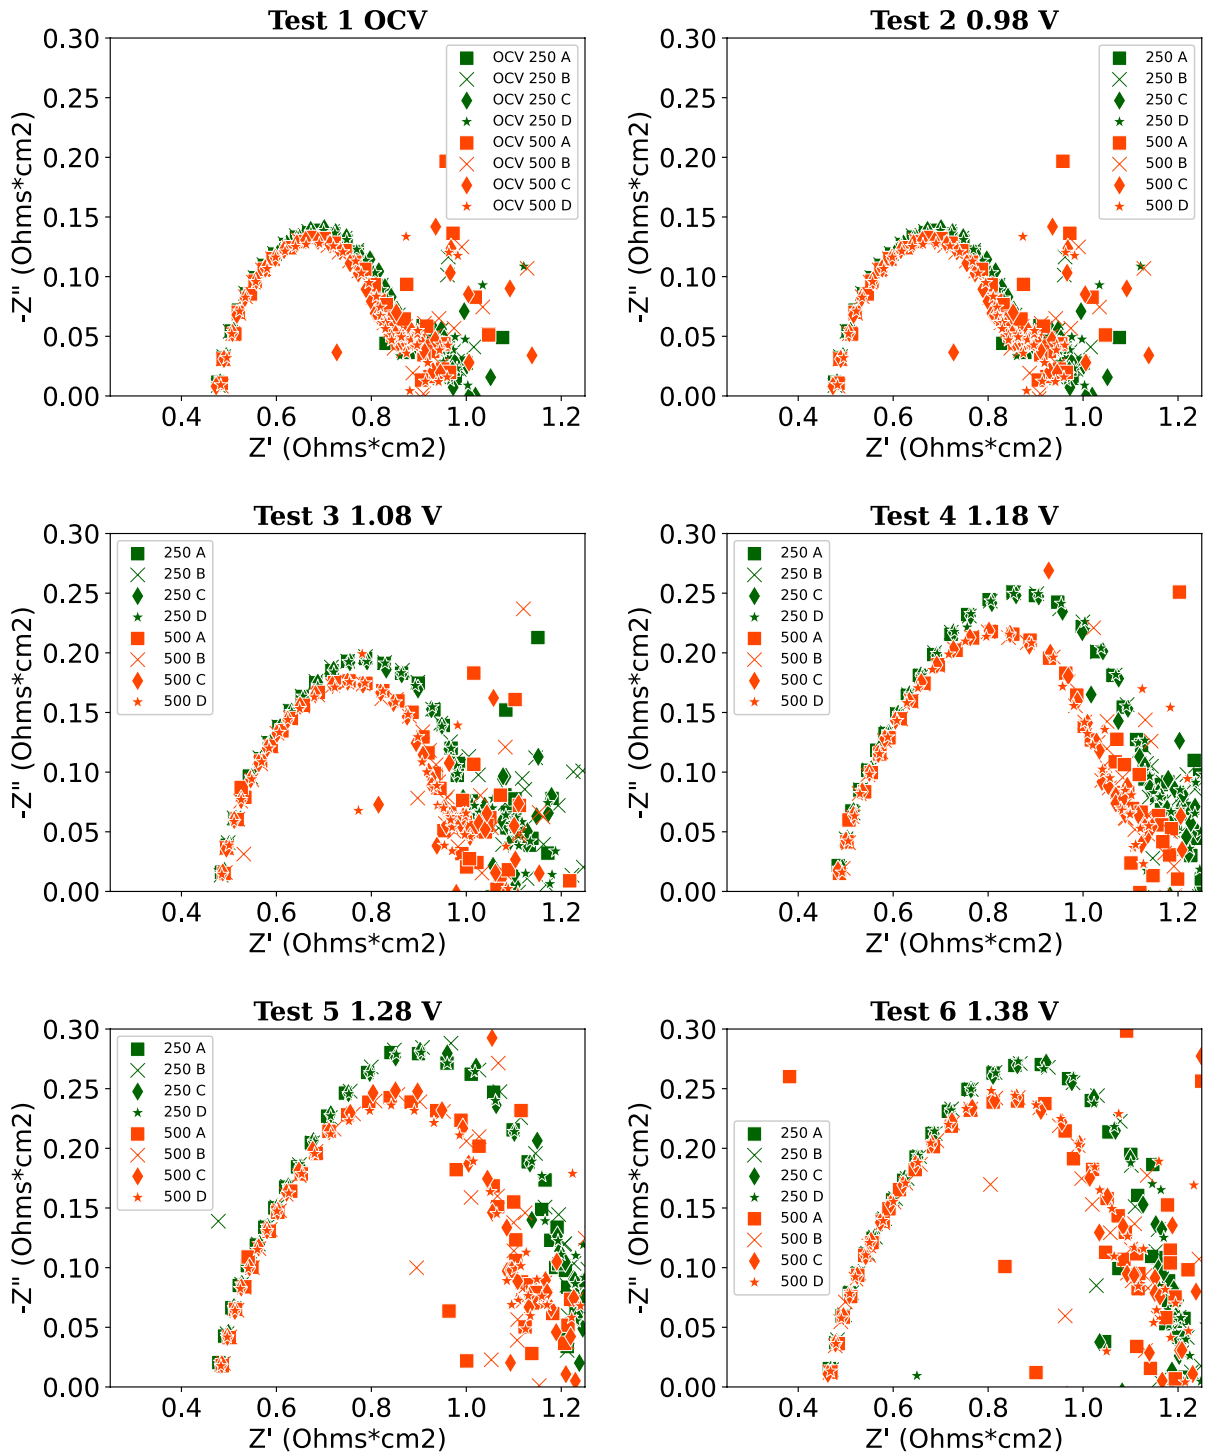 Test 1 OCV
0.30
0.25
0.20
0.15
0.10
0.05
0.00
-Z" (Ohms*cm2)
OCV 250 A
OCV 250 B
OCV 250 C
OCV 250 D
OCV 500 A
OCV 500 B
OCV 500 C
OCV 500 D
0.4 0.6 0.8 1.0 1.2
Z' (Ohms*cm2)
Test 2 0.98 V
0.30
0.25
0.20
0.15
0.10
0.05
0.00
-Z" (Ohms*cm2)
250 A
250 B
250 C
250 D
500 A
500 B
500 C
500 D
0.4 0.6 0.8 1.0 1.2
Z' (Ohms*cm2)
Test 3 1.08 V
0.30
0.25
0.20
0.15
0.10
0.05
0.00
-Z" (Ohms*cm2)
250 A
250 B
250 C
250 D
500 A
500 B
500 C
500 D
0.4 0.6 0.8 1.0 1.2
Z' (Ohms*cm2)
Test 4 1.18 V
0.30
0.25
0.20
0.15
0.10
0.05
0.00
-Z" (Ohms*cm2)
250 A
250 B
250 C
250 D
500 A
500 B
500 C
500 D
0.4 0.6 0.8 1.0 1.2
Z' (Ohms*cm2)
Test 5 1.28 V
0.30
0.25
0.20
0.15
0.10
0.05
0.00
-Z" (Ohms*cm2)
250 A
250 B
250 C
250 D
500 A
500 B
500 C
500 D
0.4 0.6 0.8 1.0 1.2
Z' (Ohms*cm2)
Test 6 1.38 V
0.30
0.25
0.20
0.15
0.10
0.05
0.00
-Z" (Ohms*cm2)
250 A
250 B
250 C
250 D
500 A
500 B
500 C
500 D
0.4 0.6 0.8 1.0 1.2
Z' (Ohms*cm2)